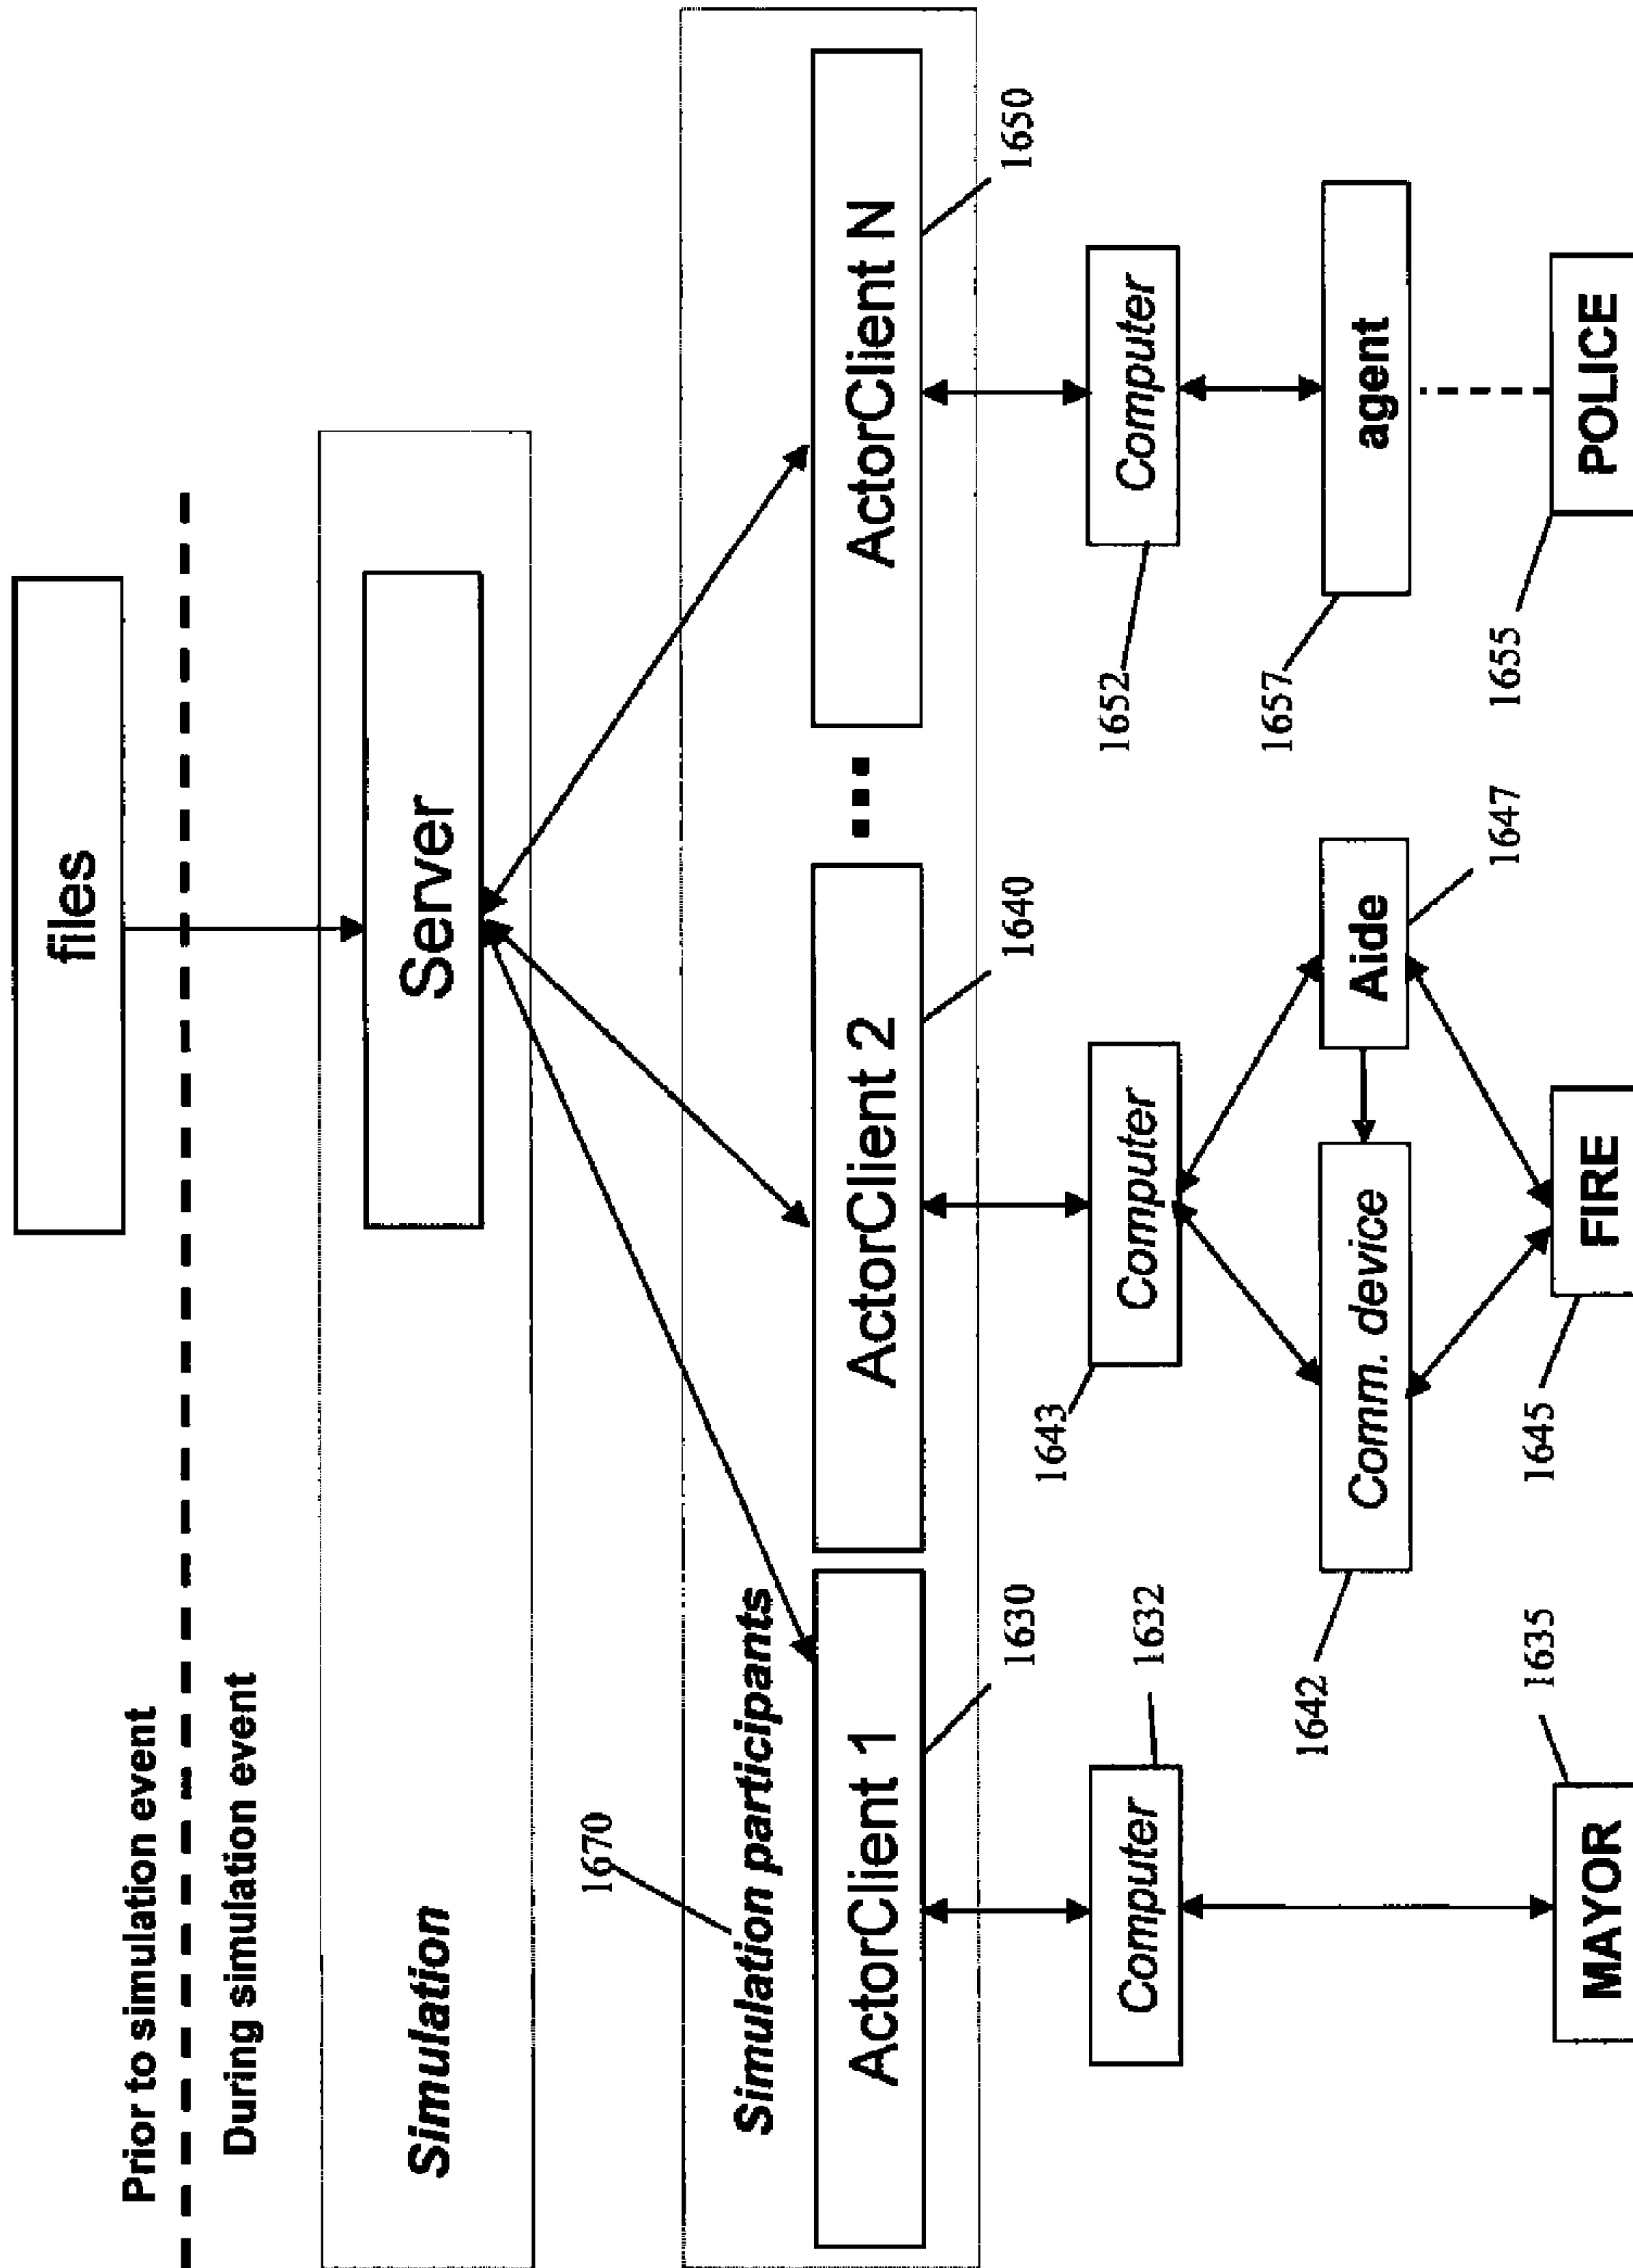 files
Prior to simulation event
During simulation event
Simulation
Server
1670
Simulation participants
ActorClient 1
ActorClient 2
...
ActorClient N
1630
1640
1650
Computer
1632
1643
Computer
1652
Computer
1642
Comm. device
Aide
1647
1657
agent
1635
MAYOR
1645
FIRE
1655
POLICE